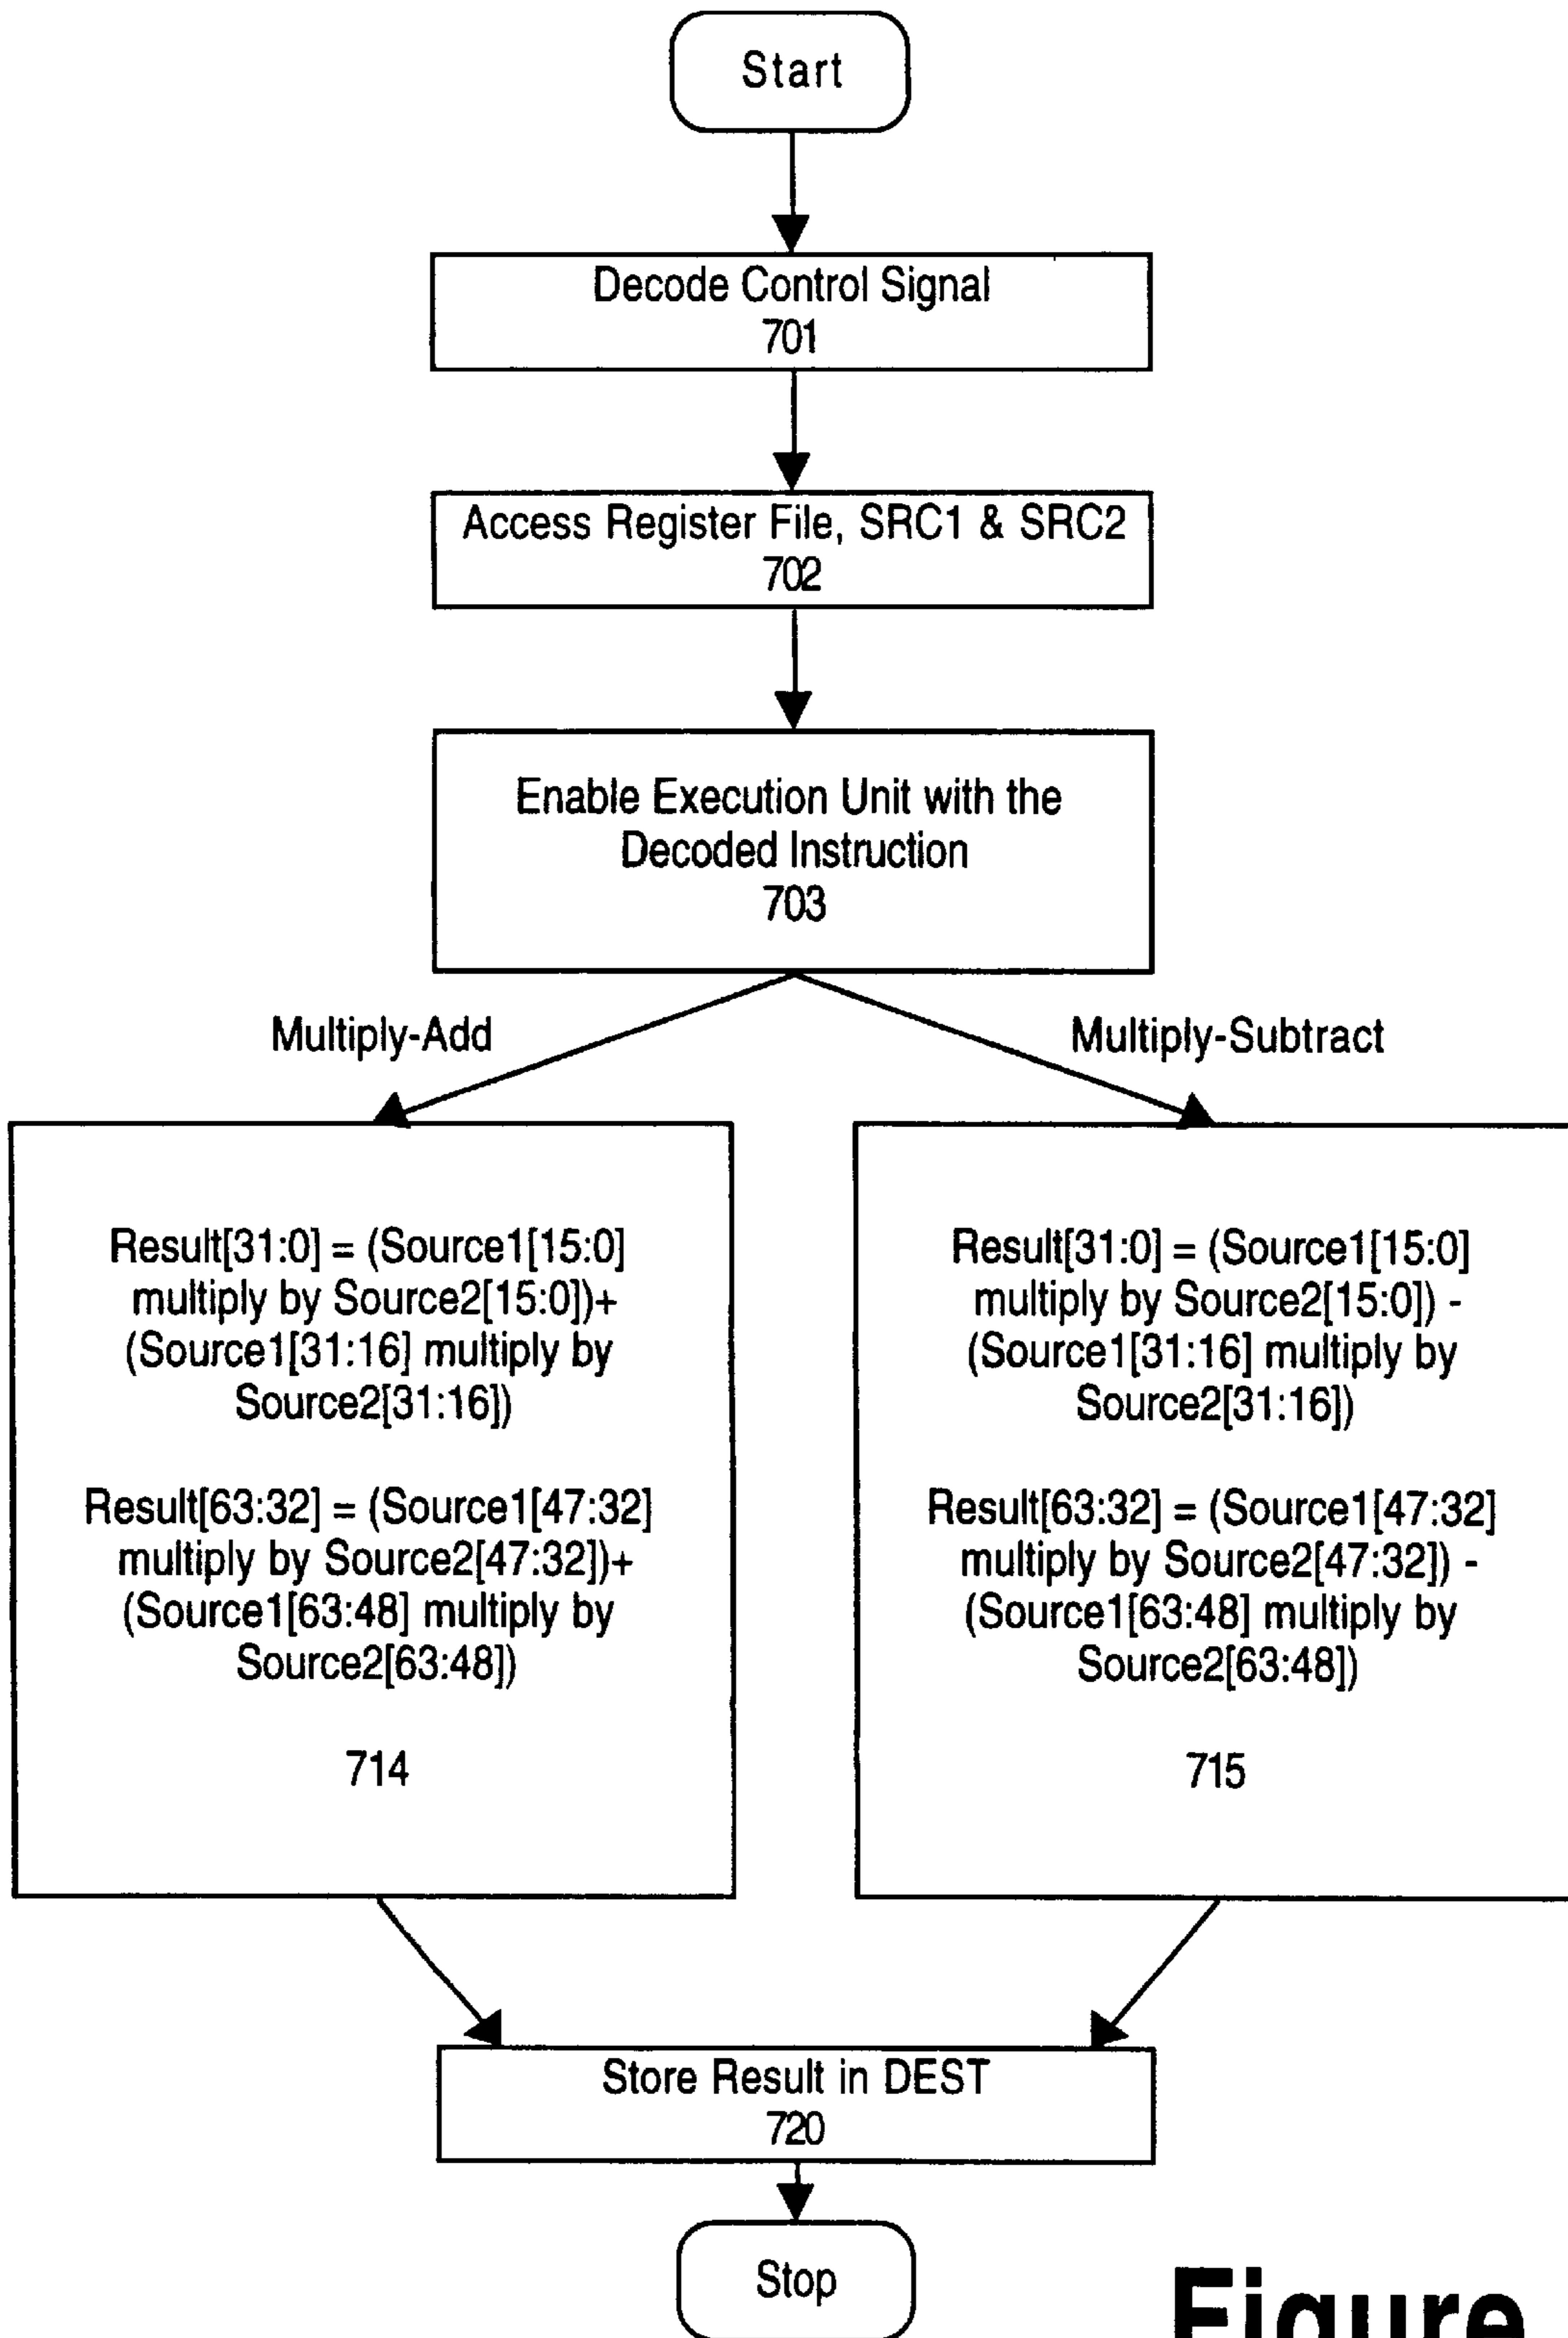 Start
Decode Control Signal
701
Access Register File, SRC1 & SRC2
702
Enable Execution Unit with the
Decoded Instruction
703
Multiply-Add
Multiply-Subtract
Result[31:0] = (Source1[15:0]
multiply by Source2[15:0])+
(Source1[31:16] multiply by
Source2[31:16])
Result[63:32] = (Source1[47:32]
multiply by Source2[47:32])+
(Source1[63:48] multiply by
Source2[63:48])
714
Result[31:0] = (Source1[15:0]
multiply by Source2[15:0]) -
(Source1[31:16] multiply by
Source2[31:16])
Result[63:32] = (Source1[47:32]
multiply by Source2[47:32]) -
(Source1[63:48] multiply by
Source2[63:48])
715
Store Result in DEST
720
Stop
Figure